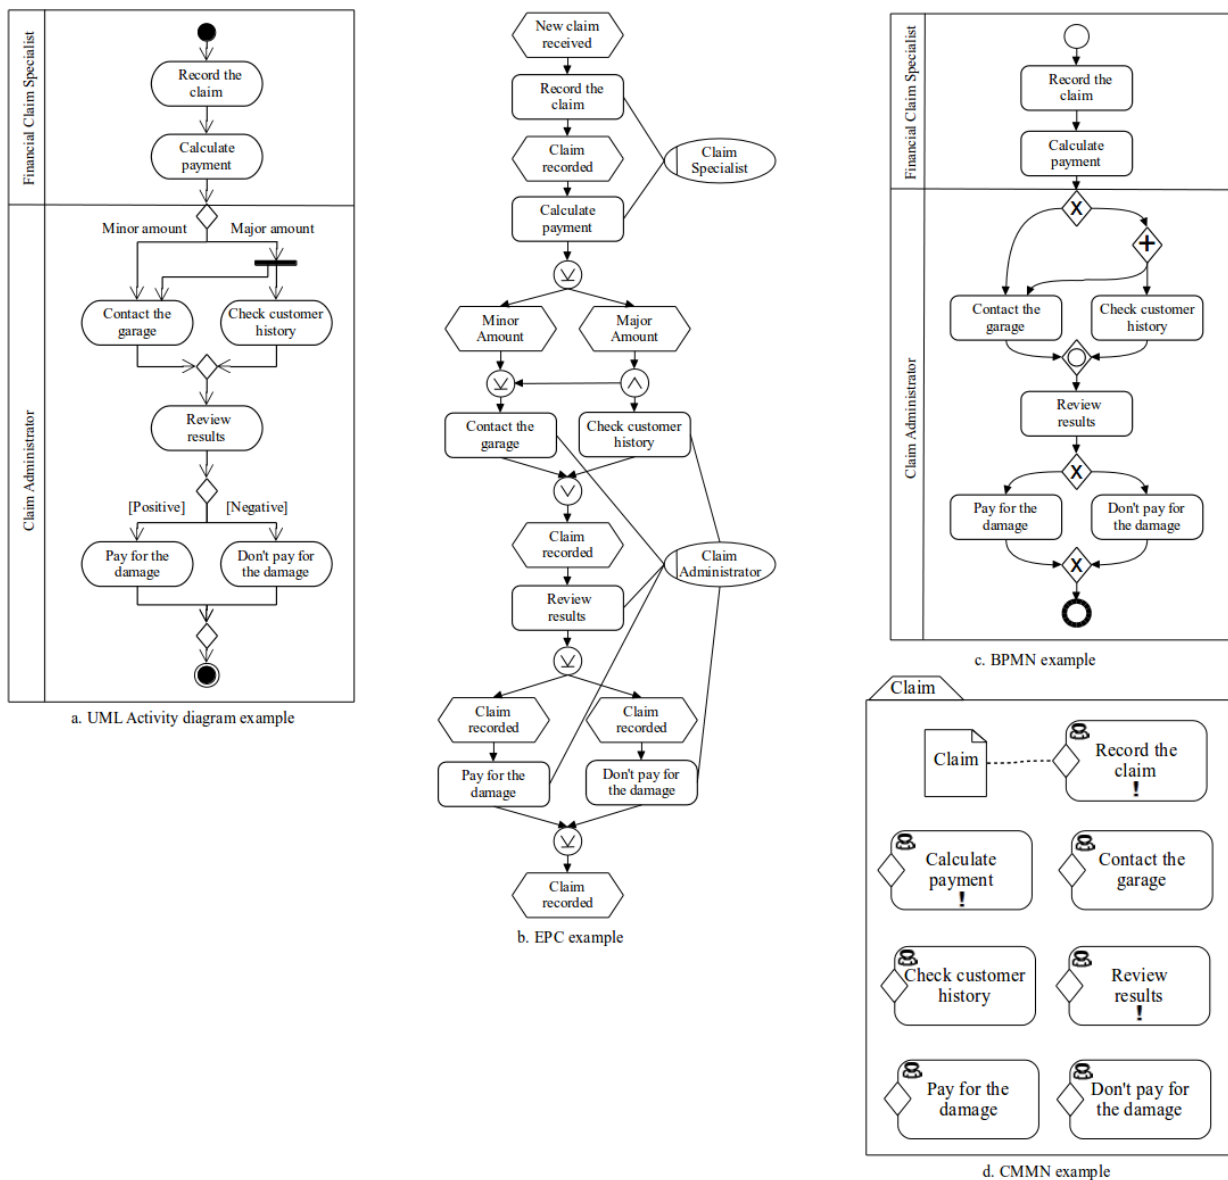 Financial Claim Specialist
Record the
claim
Calculate
payment
Claim Administrator
Minor amount
Major amount
Contact the
garage
Check customer
history
Review
results
[Positive]
[Negative]
Pay for the
damage
Don't pay for
the damage
a. UML Activity diagram example
New claim
received
Record the
claim
Claim
recorded
Claim
Specialist
Calculate
payment
Minor
Amount
Major
Amount
Contact the
garage
Check customer
history
Claim
recorded
Claim
Administrator
Review
results
Claim
recorded
Claim
recorded
Pay for the
damage
Don't pay for
the damage
Claim
recorded
b. EPC example
Financial Claim Specialist
Record the
claim
Calculate
payment
Claim Administrator
X
Contact the
garage
Check customer
history
Review
results
X
Pay for the
damage
Don't pay for
the damage
X
c. BPMN example
Claim
Claim
Record the
claim
!
Calculate
payment
!
Contact the
garage
Check customer
history
Review
results
!
Pay for the
damage
Don't pay for
the damage
d. CMMN example